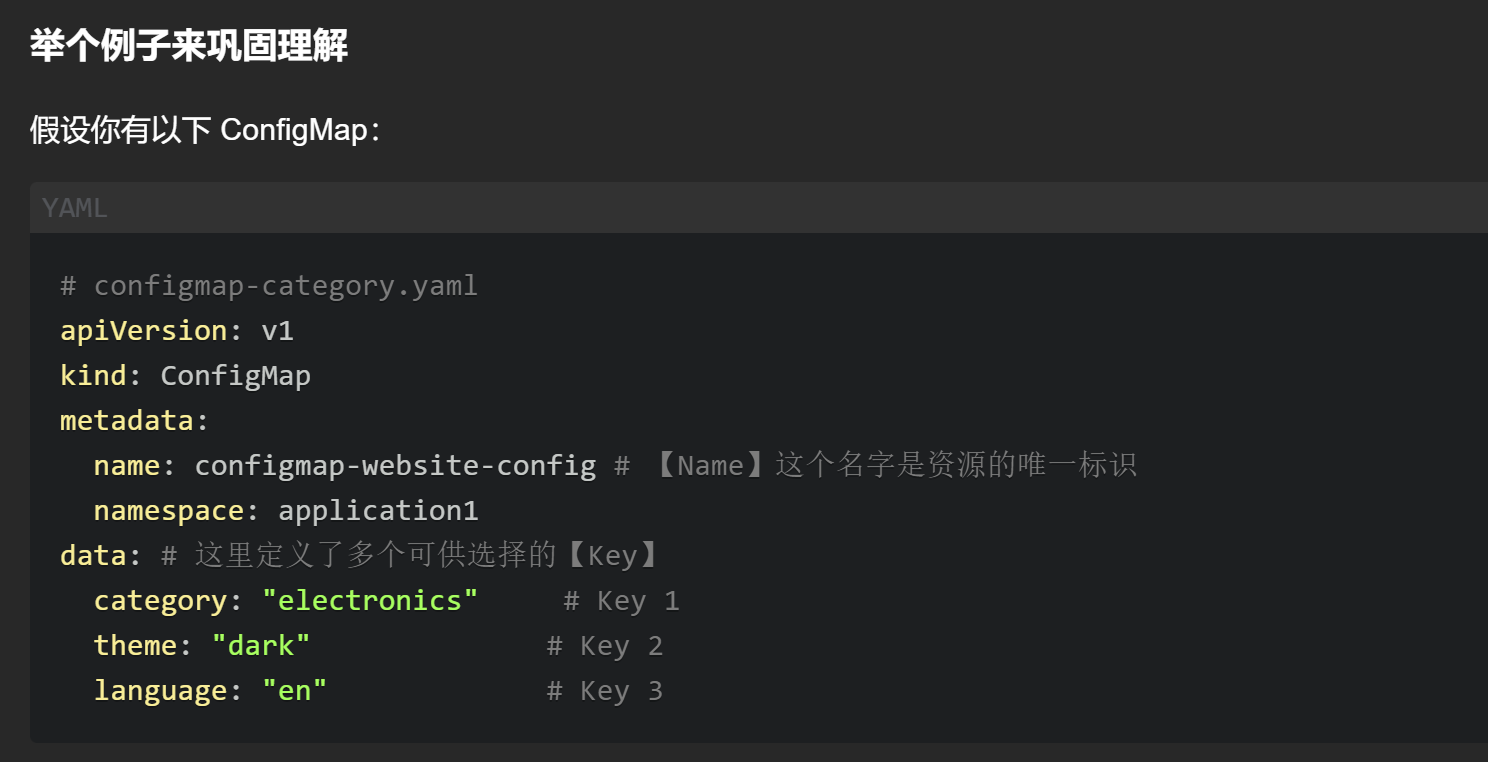 举个例子来巩固理解
假设你有以下 ConfigMap：
YAML
# configmap-category.yaml
apiVersion: v1
kind: ConfigMap
metadata:
  name: configmap-website-config # 【Name】这个名字是资源的唯一标识
  namespace: application1
data: # 这里定义了多个可供选择的【Key】
  category: "electronics"     # Key 1
  theme: "dark"              # Key 2
  language: "en"             # Key 3